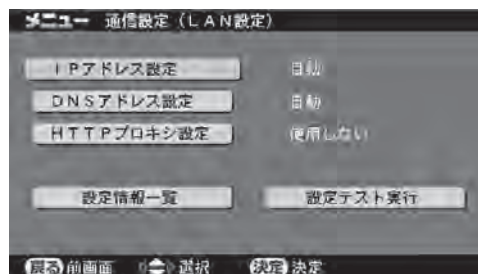 メニュー 通信設定(LAN設定)
IPアドレス設定 自動
DNSアドレス設定 自動
HTTPプロキシ設定 使用しない
設定情報一覧 設定テスト実行
戻る 前画面 選択 決定 決定